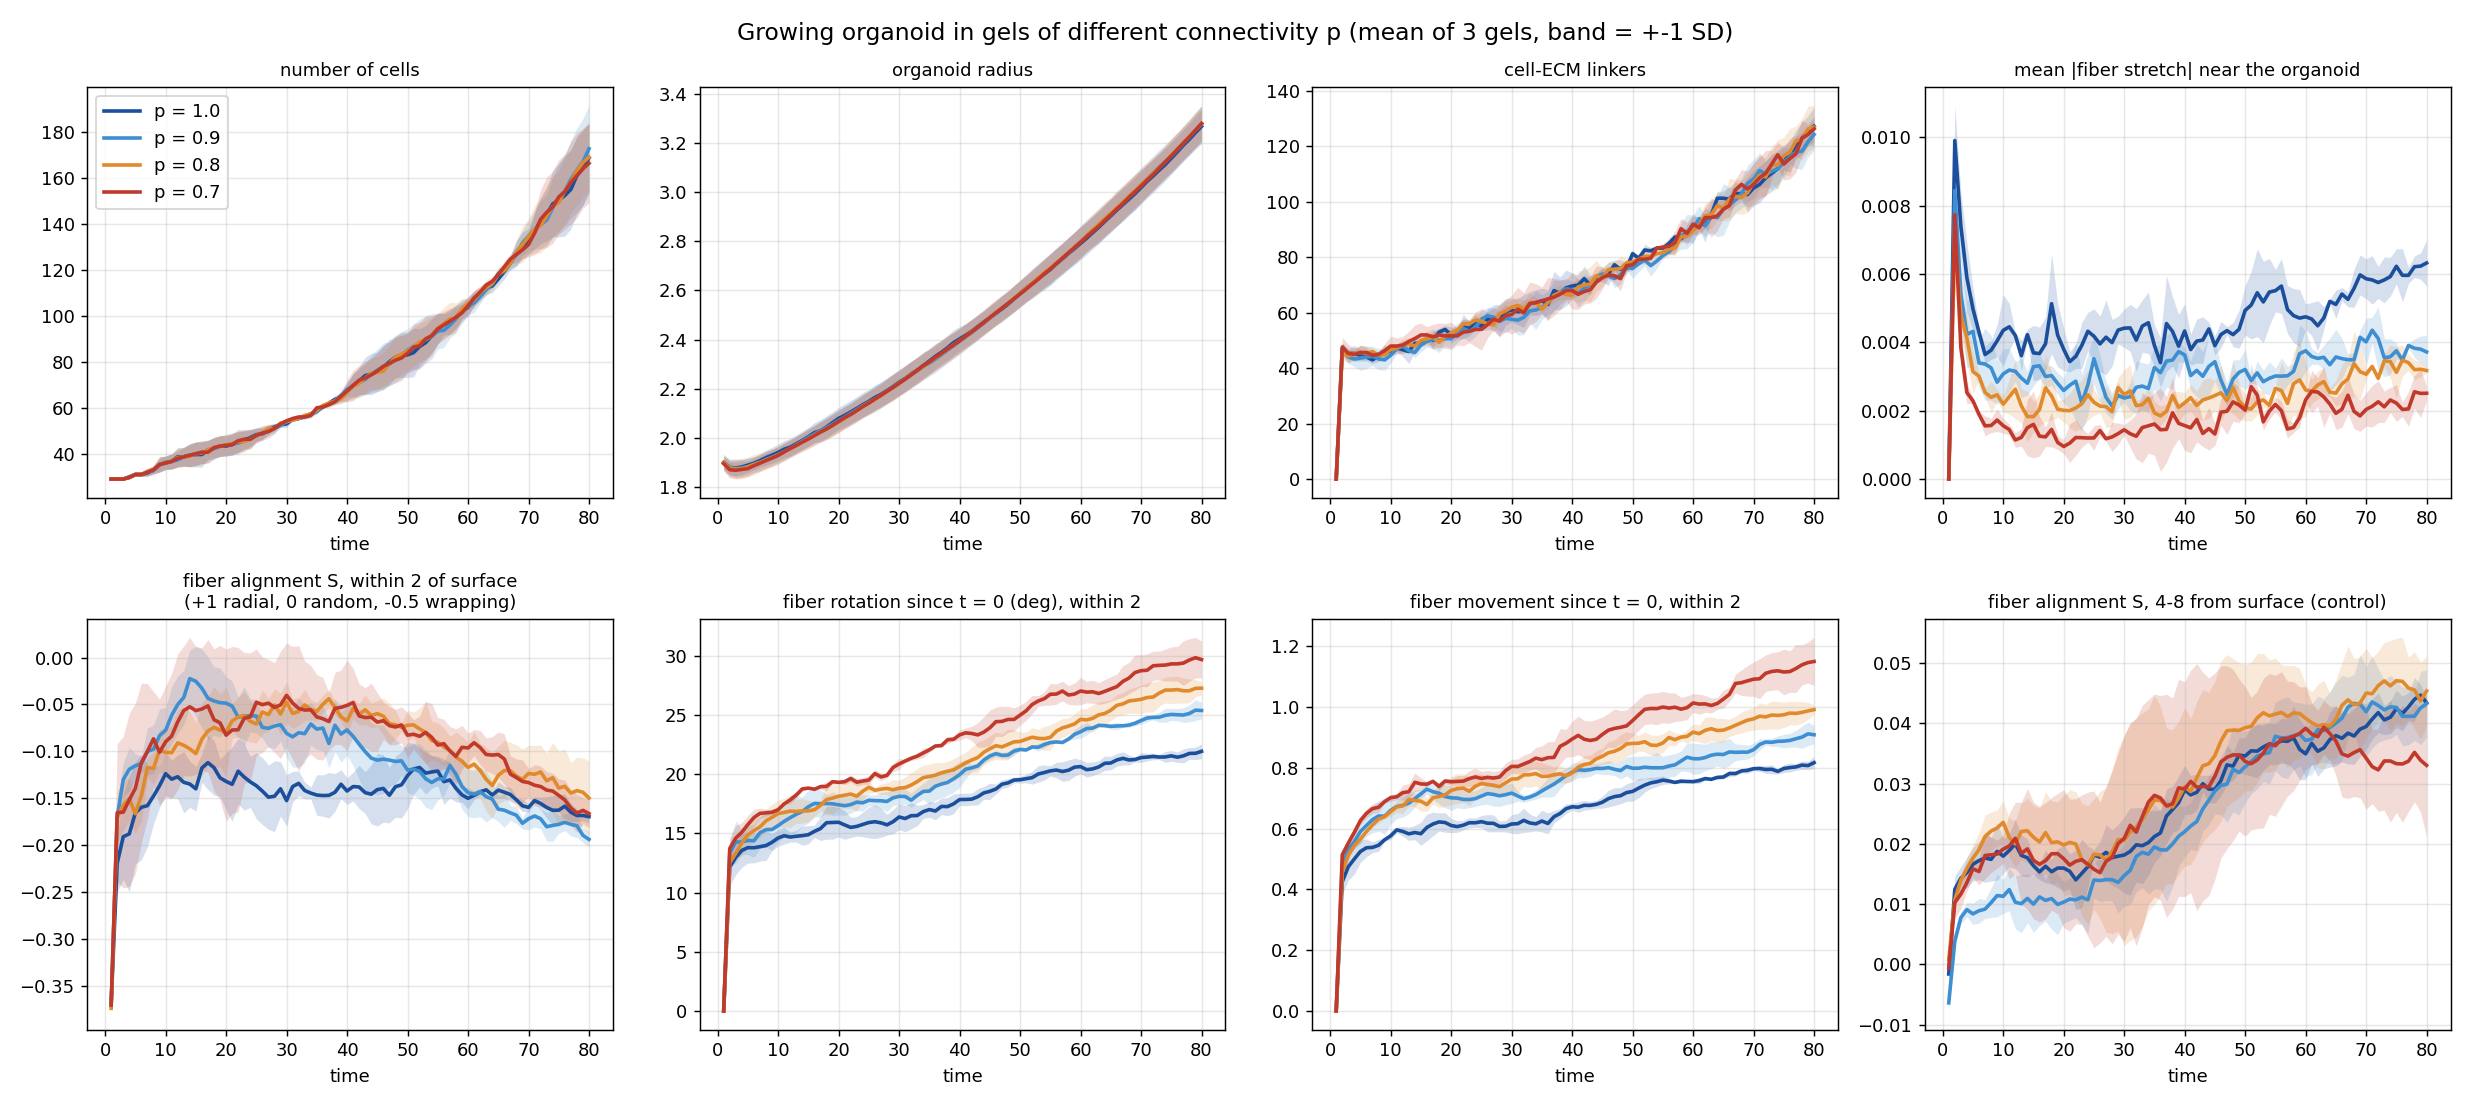 Growing organoid in gels of different connectivity p (mean of 3 gels, band = +-1 SD)
number of cells
p = 1.0
p = 0.9
p = 0.8
p = 0.7
180
160
140
120
100
80
60
40
0 10 20 30 40 50 60 70 80
time
organoid radius
3.4
3.2
3.0
2.8
2.6
2.4
2.2
2.0
1.8
0 10 20 30 40 50 60 70 80
time
cell-ECM linkers
140
120
100
80
60
40
20
0
0 10 20 30 40 50 60 70 80
time
mean |fiber stretch| near the organoid
0.010
0.008
0.006
0.004
0.002
0.000
0 10 20 30 40 50 60 70 80
time
fiber alignment S, within 2 of surface
(+1 radial, 0 random, -0.5 wrapping)
0.00
−0.05
−0.10
−0.15
−0.20
−0.25
−0.30
−0.35
0 10 20 30 40 50 60 70 80
time
fiber rotation since t = 0 (deg), within 2
30
25
20
15
10
5
0
0 10 20 30 40 50 60 70 80
time
fiber movement since t = 0, within 2
1.2
1.0
0.8
0.6
0.4
0.2
0.0
0 10 20 30 40 50 60 70 80
time
fiber alignment S, 4-8 from surface (control)
0.05
0.04
0.03
0.02
0.01
0.00
−0.01
0 10 20 30 40 50 60 70 80
time